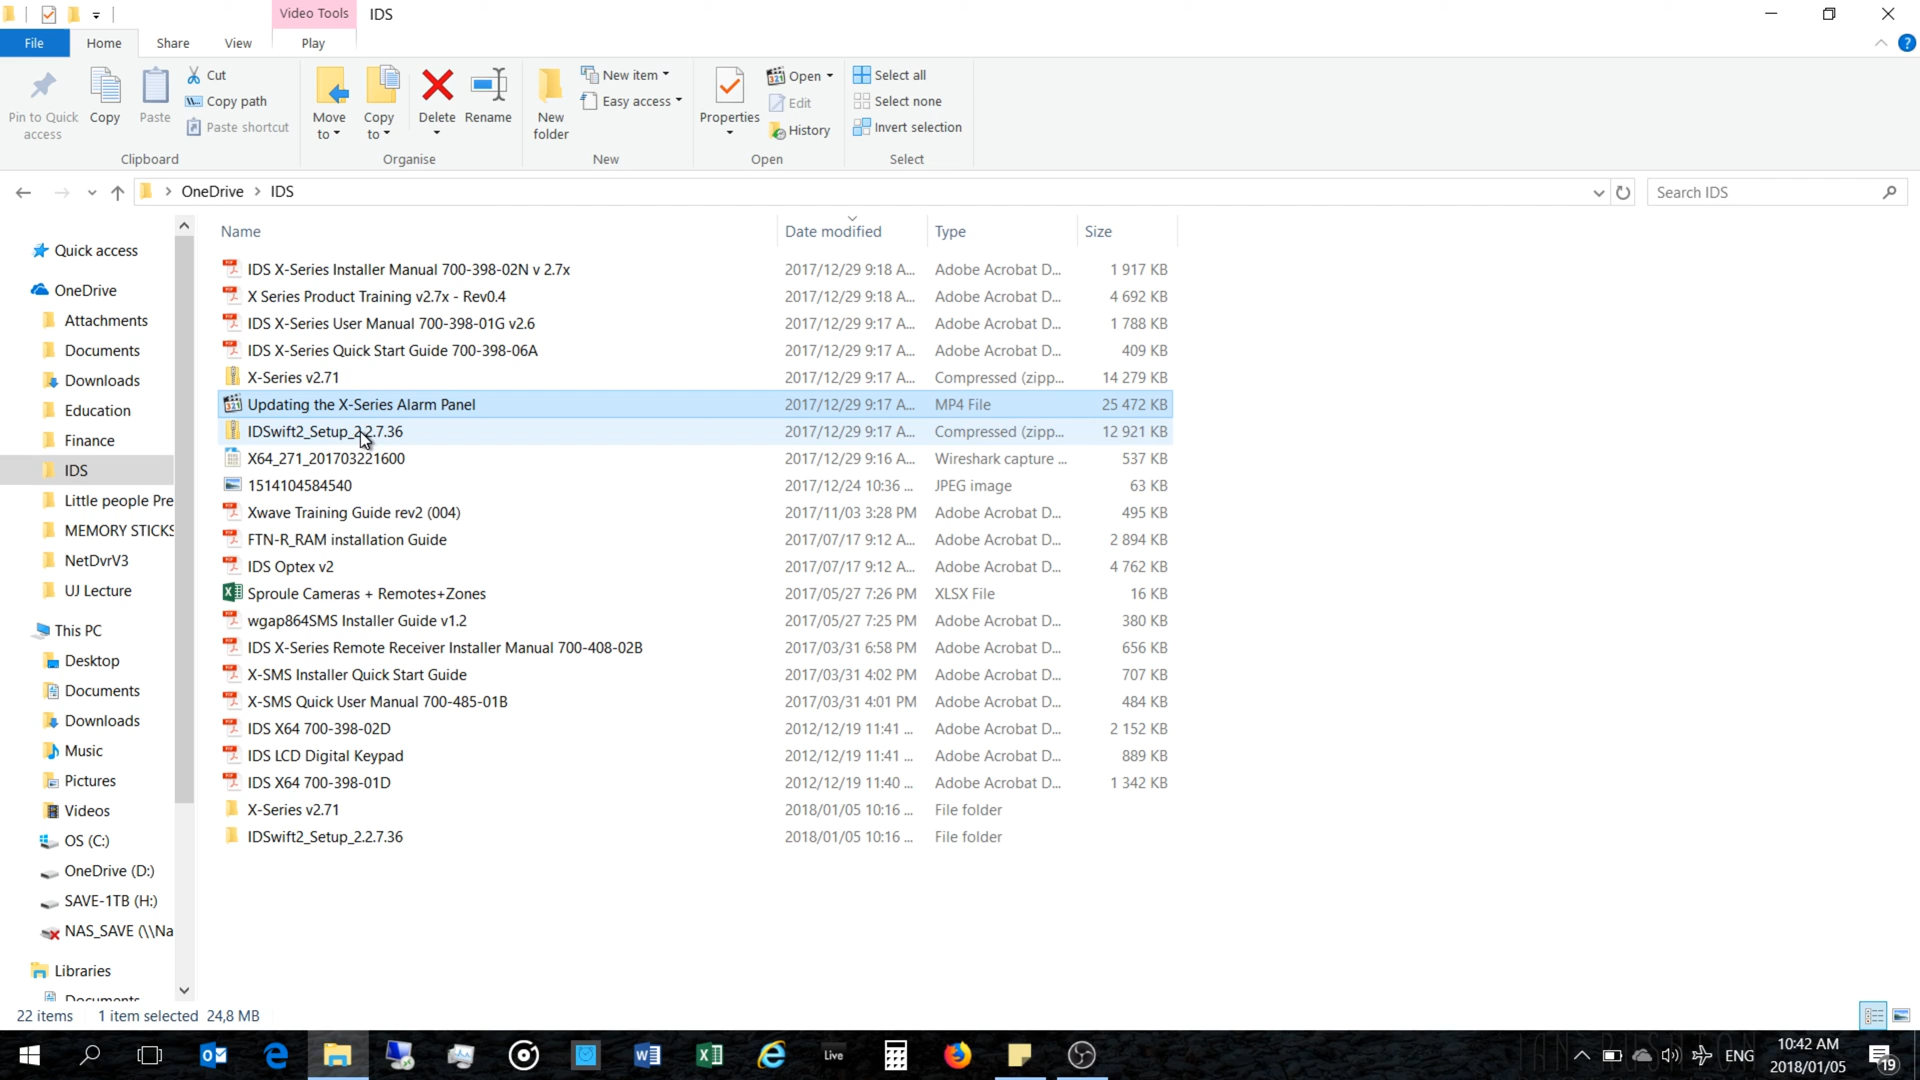 Video Tools IDS
File Home Share View Play
Pin to Quick access
Copy
Paste
Cut
Copy path
Paste shortcut
Clipboard
Move to
Copy to
Delete
Rename
Organise
New folder
New item
Easy access
New
Properties
Open
Edit
History
Open
Select all
Select none
Invert selection
Select
OneDrive > IDS
Search IDS
Quick access
OneDrive
Attachments
Documents
Downloads
Education
Finance
IDS
Little people Pre
MEMORY STICKS
NetDvrV3
UJ Lecture
This PC
Desktop
Documents
Downloads
Music
Pictures
Videos
OS (C:)
OneDrive (D:)
SAVE-1TB (H:)
NAS_SAVE (\\Na
Libraries
Documents
Name Date modified Type Size
IDS X-Series Installer Manual 700-398-02N v 2.7x 2017/12/29 9:18 A... Adobe Acrobat D... 1 917 KB
X Series Product Training v2.7x - Rev0.4 2017/12/29 9:18 A... Adobe Acrobat D... 4 692 KB
IDS X-Series User Manual 700-398-01G v2.6 2017/12/29 9:17 A... Adobe Acrobat D... 1 788 KB
IDS X-Series Quick Start Guide 700-398-06A 2017/12/29 9:17 A... Adobe Acrobat D... 409 KB
X-Series v2.71 2017/12/29 9:17 A... Compressed (zipp... 14 279 KB
Updating the X-Series Alarm Panel 2017/12/29 9:17 A... MP4 File 25 472 KB
IDSwift2_Setup_2.2.7.36 2017/12/29 9:17 A... Compressed (zipp... 12 921 KB
X64_271_201703221600 2017/12/29 9:16 A... Wireshark capture ... 537 KB
1514104584540 2017/12/24 10:36 ... JPEG image 63 KB
Xwave Training Guide rev2 (004) 2017/11/03 3:28 PM Adobe Acrobat D... 495 KB
FTN-R_RAM installation Guide 2017/07/17 9:12 A... Adobe Acrobat D... 2 894 KB
IDS Optex v2 2017/07/17 9:12 A... Adobe Acrobat D... 4 762 KB
Sproule Cameras + Remotes+Zones 2017/05/27 7:26 PM XLSX File 16 KB
wgap864SMS Installer Guide v1.2 2017/05/27 7:25 PM Adobe Acrobat D... 380 KB
IDS X-Series Remote Receiver Installer Manual 700-408-02B 2017/03/31 6:58 PM Adobe Acrobat D... 656 KB
X-SMS Installer Quick Start Guide 2017/03/31 4:02 PM Adobe Acrobat D... 707 KB
X-SMS Quick User Manual 700-485-01B 2017/03/31 4:01 PM Adobe Acrobat D... 484 KB
IDS X64 700-398-02D 2012/12/19 11:41 ... Adobe Acrobat D... 2 152 KB
IDS LCD Digital Keypad 2012/12/19 11:41 ... Adobe Acrobat D... 889 KB
IDS X64 700-398-01D 2012/12/19 11:40 ... Adobe Acrobat D... 1 342 KB
X-Series v2.71 2018/01/05 10:16 ... File folder
IDSwift2_Setup_2.2.7.36 2018/01/05 10:16 ... File folder
22 items 1 item selected 24,8 MB
Live
IAN RUSHTON
ENG
10:42 AM
2018/01/05
19